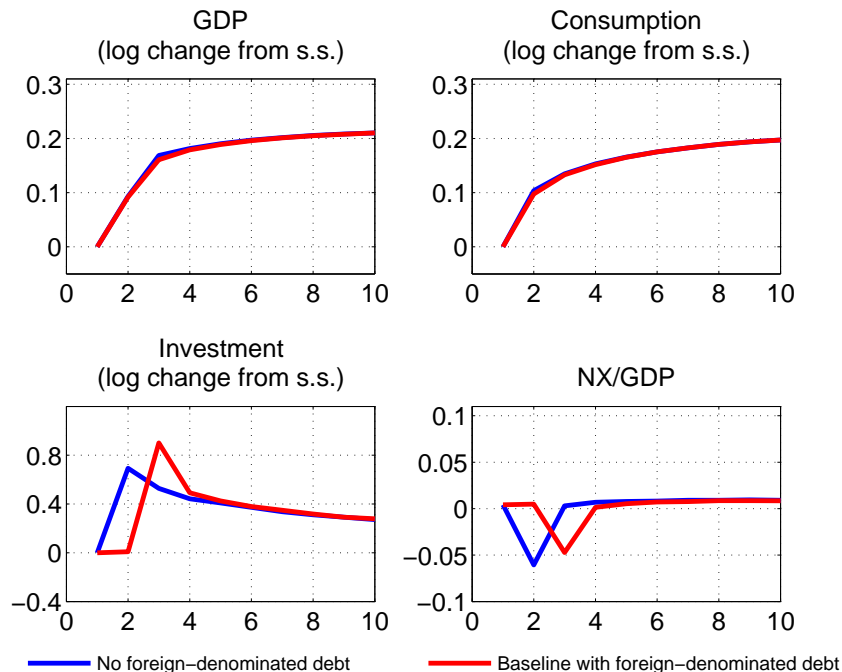 GDP
(log change from s.s.)
Consumption
(log change from s.s.)
0.3
0.2
0.1
0
0 2 4 6 8 10
0.3
0.2
0.1
0
0 2 4 6 8 10
Investment
(log change from s.s.)
NX/GDP
0.8
0.4
0
−0.4
0 2 4 6 8 10
0.1
0.05
0
−0.05
−0.1
0 2 4 6 8 10
No foreign−denominated debt
Baseline with foreign−denominated debt